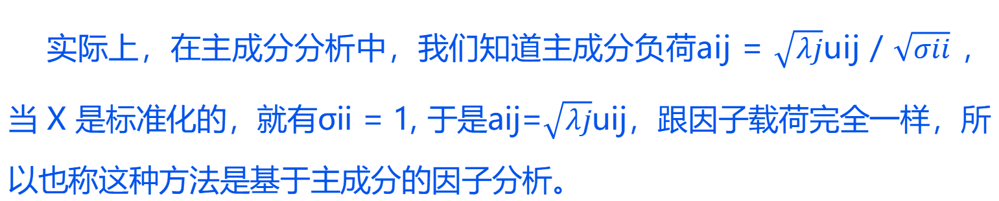 实际上，在主成分分析中，我们知道主成分负荷aij = √λj uij / √σii ，
当 X 是标准化的，就有σii = 1, 于是aij=√λj uij，跟因子载荷完全一样，所
以也称这种方法是基于主成分的因子分析。